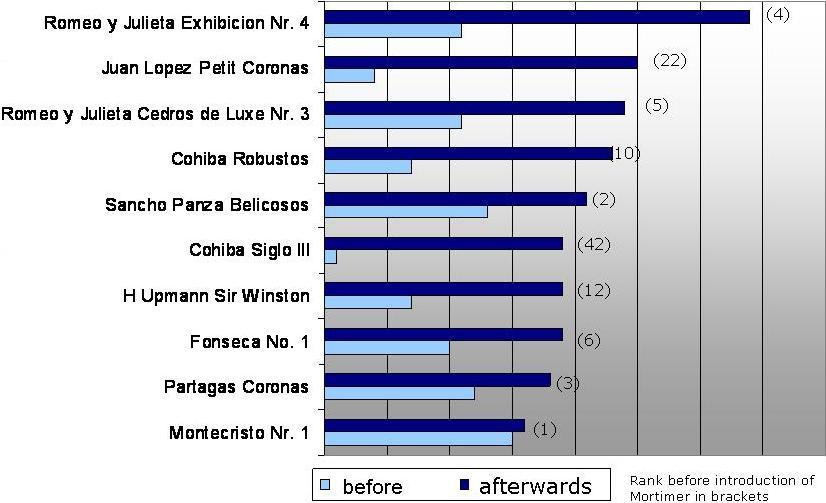 Romeo y Julieta Exhibicion Nr. 4 (4)
Juan Lopez Petit Coronas (22)
Romeo y Julieta Cedros de Luxe Nr. 3 (5)
Cohiba Robustos (10)
Sancho Panza Belicosos (2)
Cohiba Siglo III (42)
H Upmann Sir Winston (12)
Fonseca No. 1 (6)
Partagas Coronas (3)
Montecristo Nr. 1 (1)
before afterwards
Rank before introduction of
Mortimer in brackets